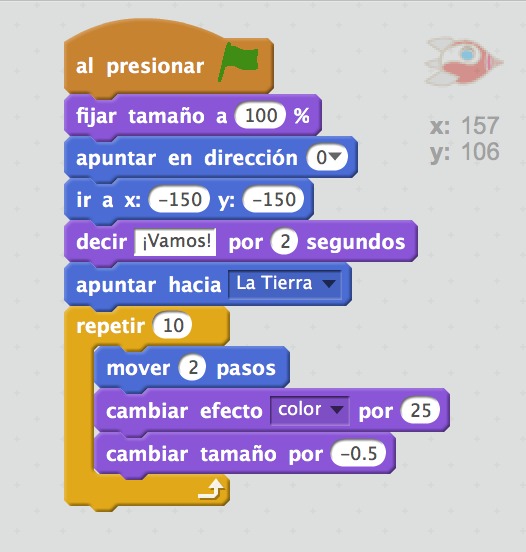 al presionar
fijar tamaño a 100 %
apuntar en dirección 0
ir a x: -150 y: -150
decir ¡Vamos! por 2 segundos
apuntar hacia La Tierra
repetir 10
mover 2 pasos
cambiar efecto color por 25
cambiar tamaño por -0.5
x: 157
y: 106